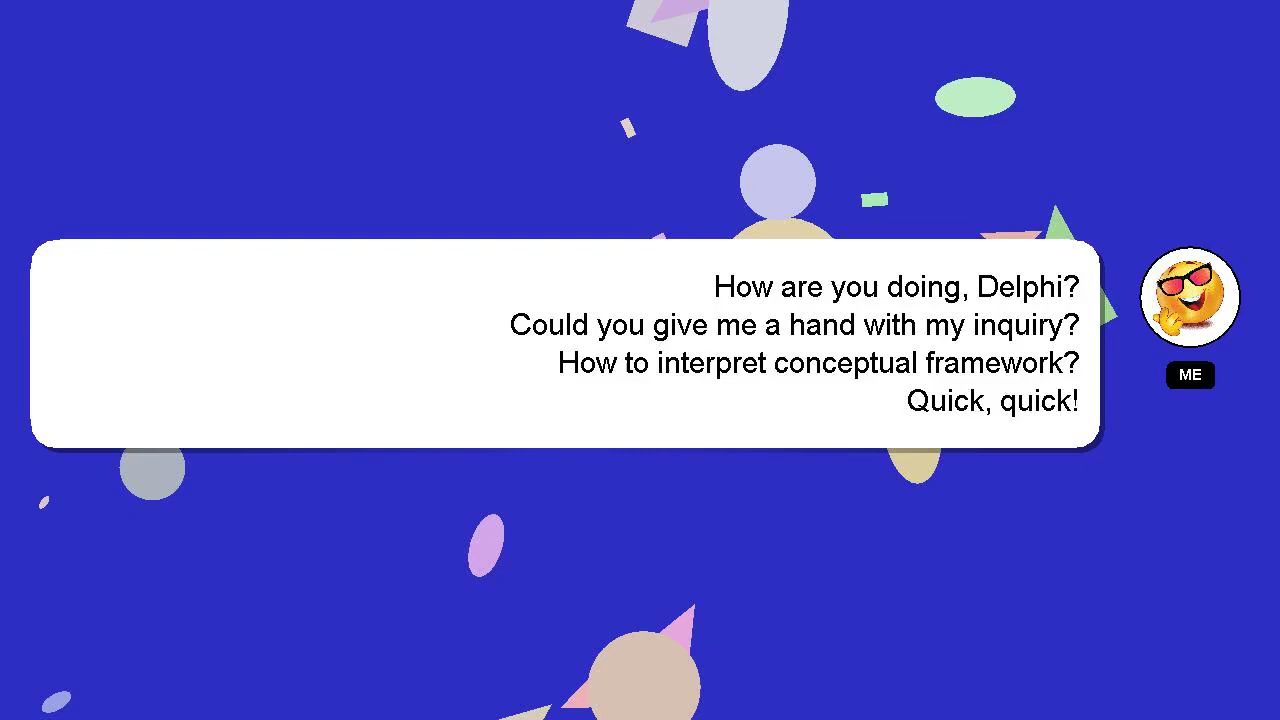 How are you doing, Delphi?
Could you give me a hand with my inquiry?
How to interpret conceptual framework?
Quick, quick!
ME